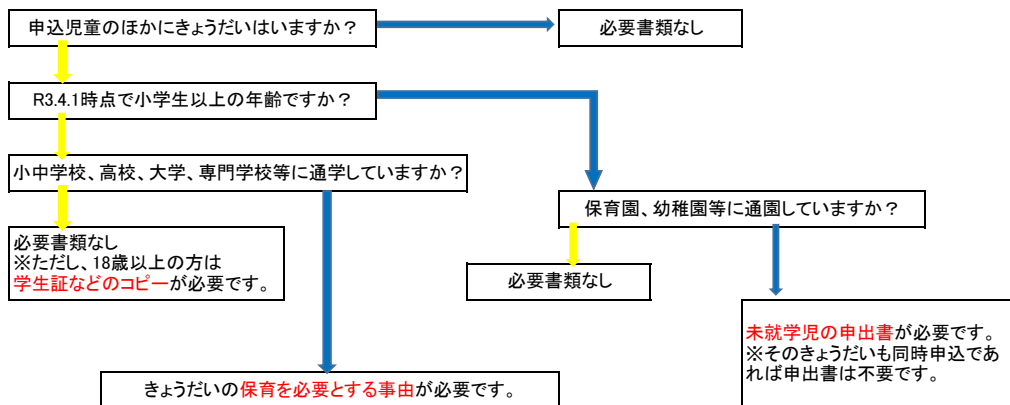 申込児童のほかにきょうだいはいますか？
必要書類なし
R3.4.1時点で小学生以上の年齢ですか？
小中学校、高校、大学、専門学校等に通学していますか？
保育園、幼稚園等に通園していますか？
必要書類なし
※ただし、18歳以上の方は
学生証などのコピーが必要です。
必要書類なし
未就学児の申出書が必要です。
※そのきょうだいも同時申込であ
れば申出書は不要です。
きょうだいの保育を必要とする事由が必要です。